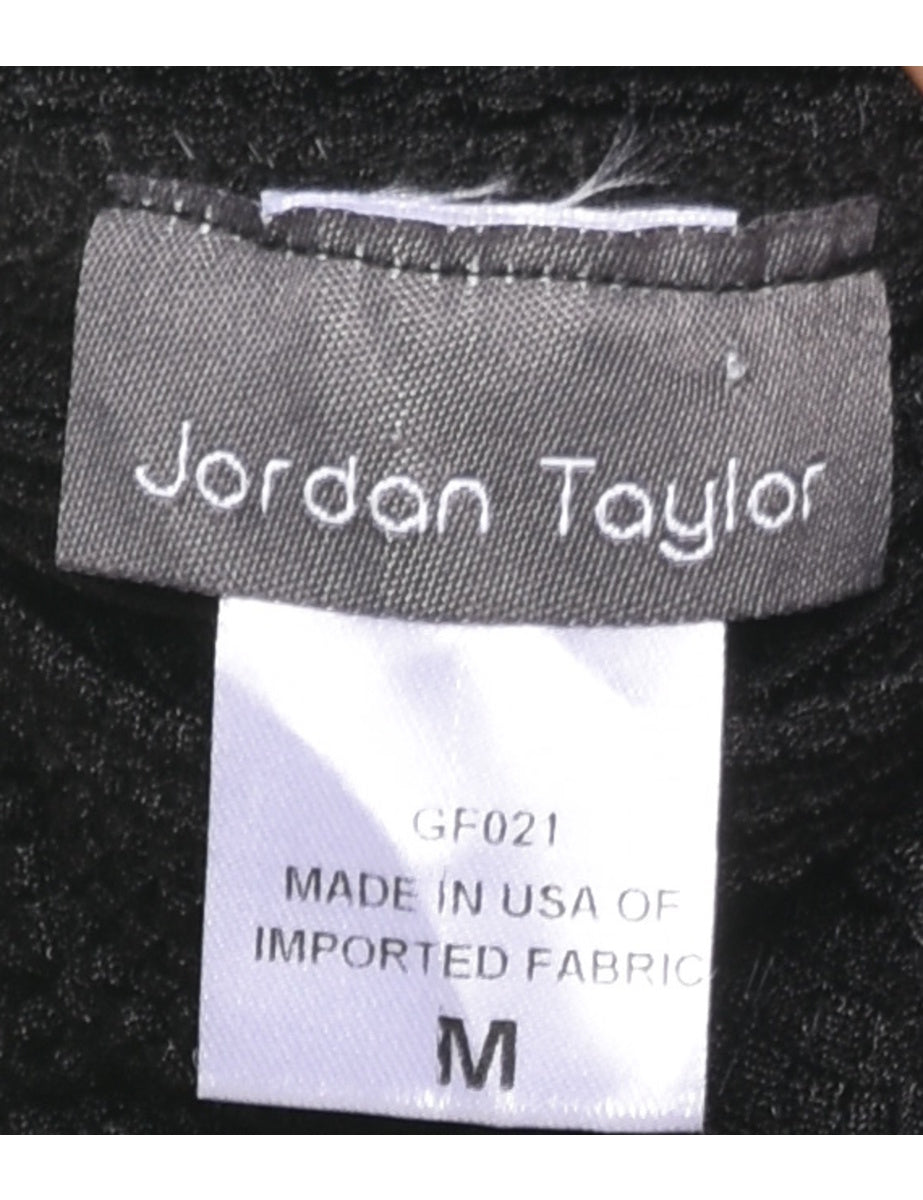 Jordan Taylor
GF021
MADE IN USA OF
IMPORTED FABRIC
M